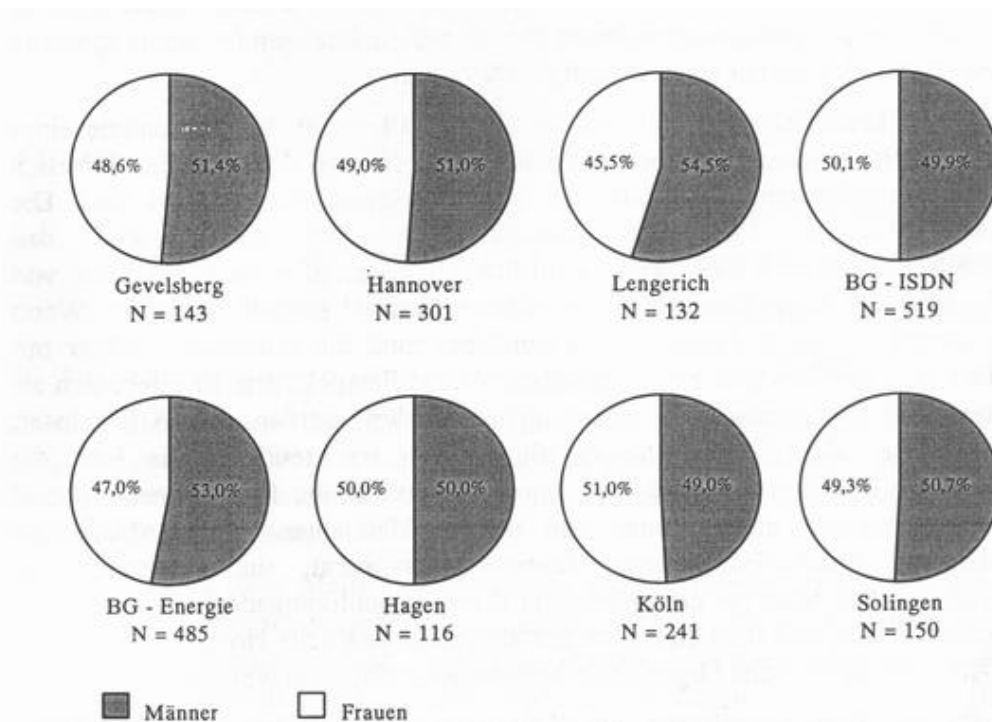 48,6% 51,4%
49,0% 51,0%
45,5% 54,5%
50,1% 49,9%
Gevelsberg
N = 143
Hannover
N = 301
Lengerich
N = 132
BG - ISDN
N = 519
47,0% 53,0%
50,0% 50,0%
51,0% 49,0%
49,3% 50,7%
BG - Energie
N = 485
Hagen
N = 116
Köln
N = 241
Solingen
N = 150
Männer
Frauen